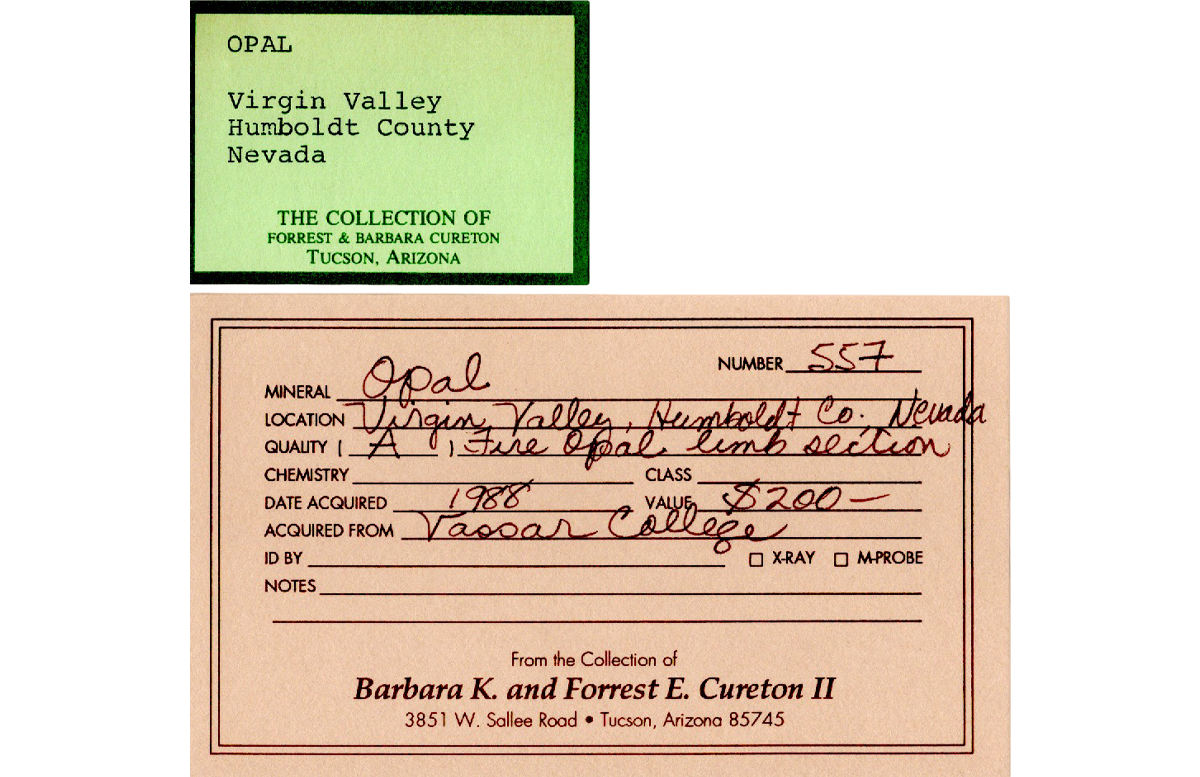 OPAL
Virgin Valley
Humboldt County
Nevada
THE COLLECTION OF
FORREST & BARBARA CURETON
TUCSON, ARIZONA
NUMBER 557
MINERAL Opal
LOCATION Virgin Valley, Humboldt Co. Nevada
QUALITY ( A ) Fire Opal limb section
CHEMISTRY CLASS
DATE ACQUIRED 1988 VALUE $200—
ACQUIRED FROM Vassar College
ID BY ☐ X-RAY ☐ M-PROBE
NOTES
From the Collection of
Barbara K. and Forrest E. Cureton II
3851 W. Sallee Road • Tucson, Arizona 85745